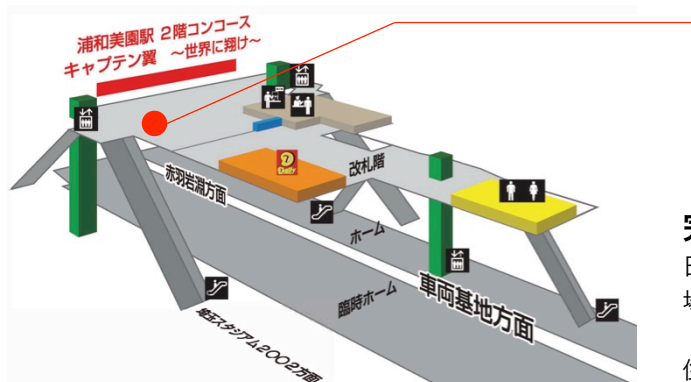 浦和美園駅 2階コンコース
キャプテン翼 ～世界に翔け～
改札階
Daily
赤羽岩淵方面
ホーム
臨時ホーム
車両基地方面
埼玉スタジアム2002方面